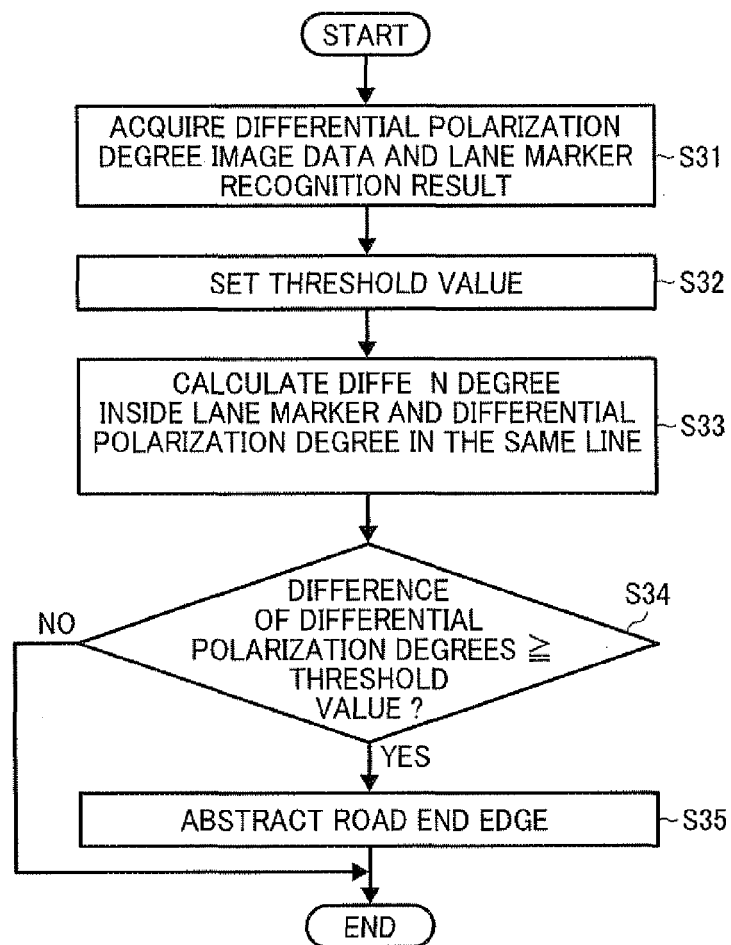 START
ACQUIRE DIFFERENTIAL POLARIZATION
DEGREE IMAGE DATA AND LANE MARKER
RECOGNITION RESULT
S31
SET THRESHOLD VALUE
S32
CALCULATE DIFFE N DEGREE
INSIDE LANE MARKER AND DIFFERENTIAL
POLARIZATION DEGREE IN THE SAME LINE
S33
DIFFERENCE
OF DIFFERENTIAL
POLARIZATION DEGREES ≧
THRESHOLD
VALUE ?
S34
NO
YES
ABSTRACT ROAD END EDGE
S35
END